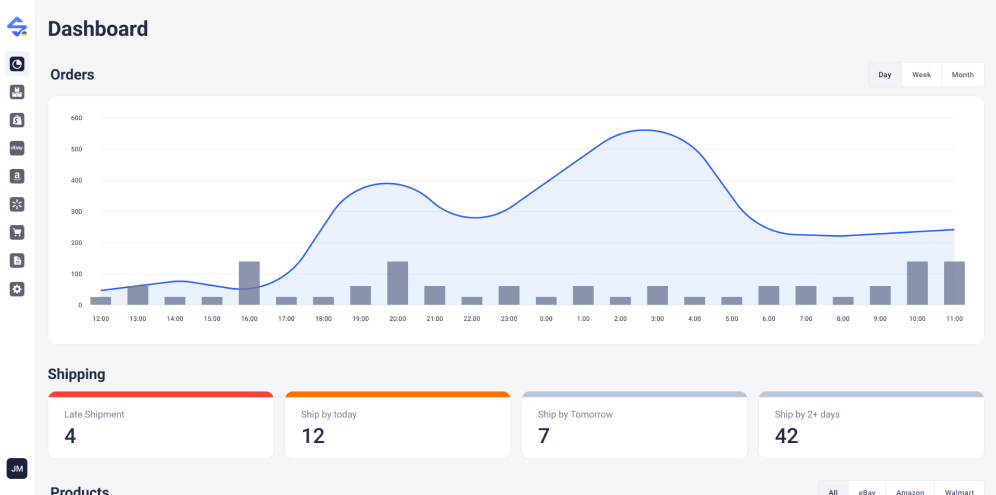 Dashboard
Orders
Day Week Month
600
500
400
300
200
100
0
12:00 13:00 14:00 15:00 16:00 17:00 18:00 19:00 20:00 21:00 22:00 23:00 0:00 1:00 2:00 3:00 4:00 5:00 6:00 7:00 8:00 9:00 10:00 11:00
ebay
a
Shipping
Late Shipment Ship by today Ship by Tomorrow Ship by 2+ days
4 12 7 42
JM
Products
All eBay Amazon Walmart